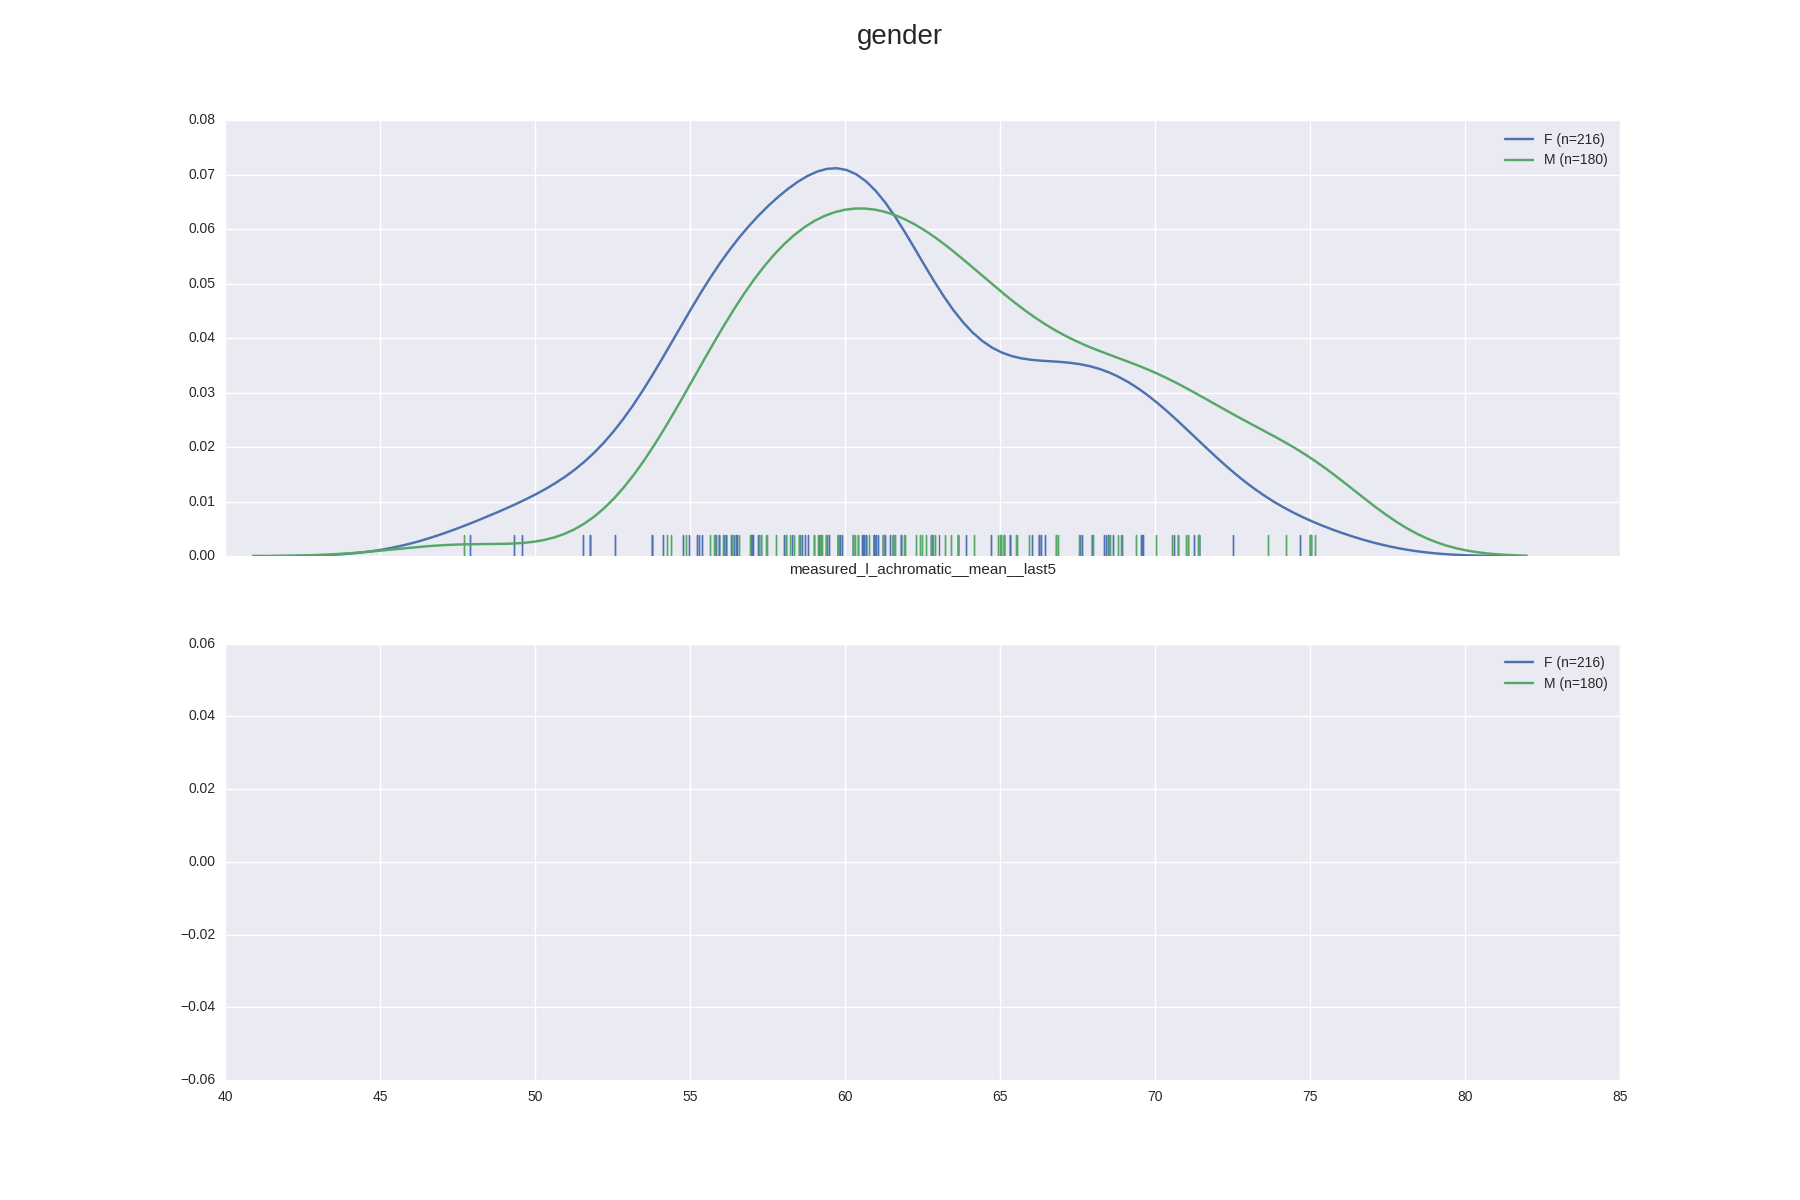 gender
0.08
0.07
0.06
0.05
0.04
0.03
0.02
0.01
0.00
F (n=216)
M (n=180)
measured_l_achromatic__mean__last5
0.06
0.04
0.02
0.00
−0.02
−0.04
−0.06
F (n=216)
M (n=180)
40 45 50 55 60 65 70 75 80 85